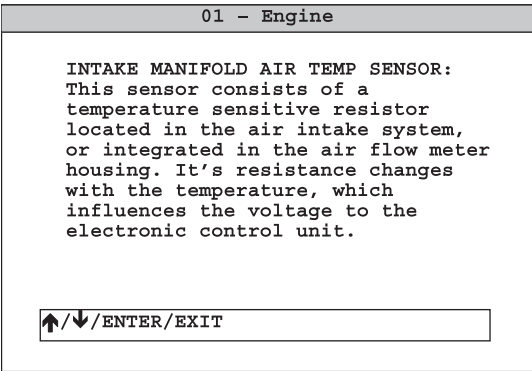 01 – Engine
INTAKE MANIFOLD AIR TEMP SENSOR:
This sensor consists of a
temperature sensitive resistor
located in the air intake system,
or integrated in the air flow meter
housing. It’s resistance changes
with the temperature, which
influences the voltage to the
electronic control unit.
↑/↓/ENTER/EXIT